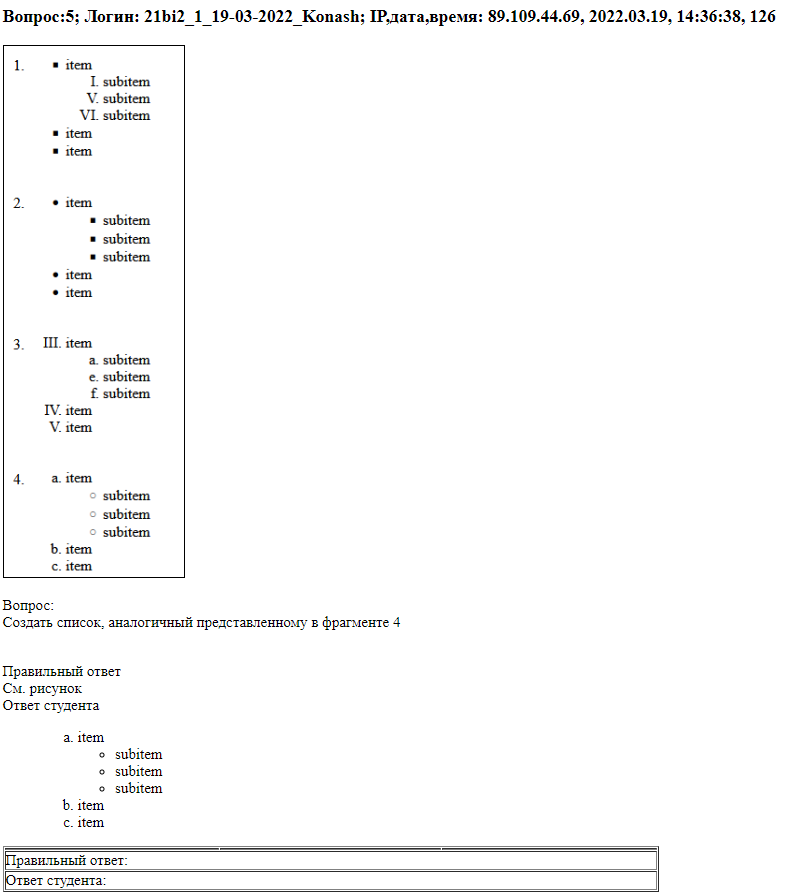 Вопрос:5; Логин: 21bi2_1_19-03-2022_Konash; IP,дата,время: 89.109.44.69, 2022.03.19, 14:36:38, 126
1. ▪ item
I. subitem
V. subitem
VI. subitem
▪ item
▪ item
2. • item
▪ subitem
▪ subitem
▪ subitem
• item
• item
3. III. item
a. subitem
e. subitem
f. subitem
IV. item
V. item
4. a. item
○ subitem
○ subitem
○ subitem
b. item
c. item
Вопрос:
Создать список, аналогичный представленному в фрагменте 4
Правильный ответ
См. рисунок
Ответ студента
a. item
○ subitem
○ subitem
○ subitem
b. item
c. item
Правильный ответ:
Ответ студента: